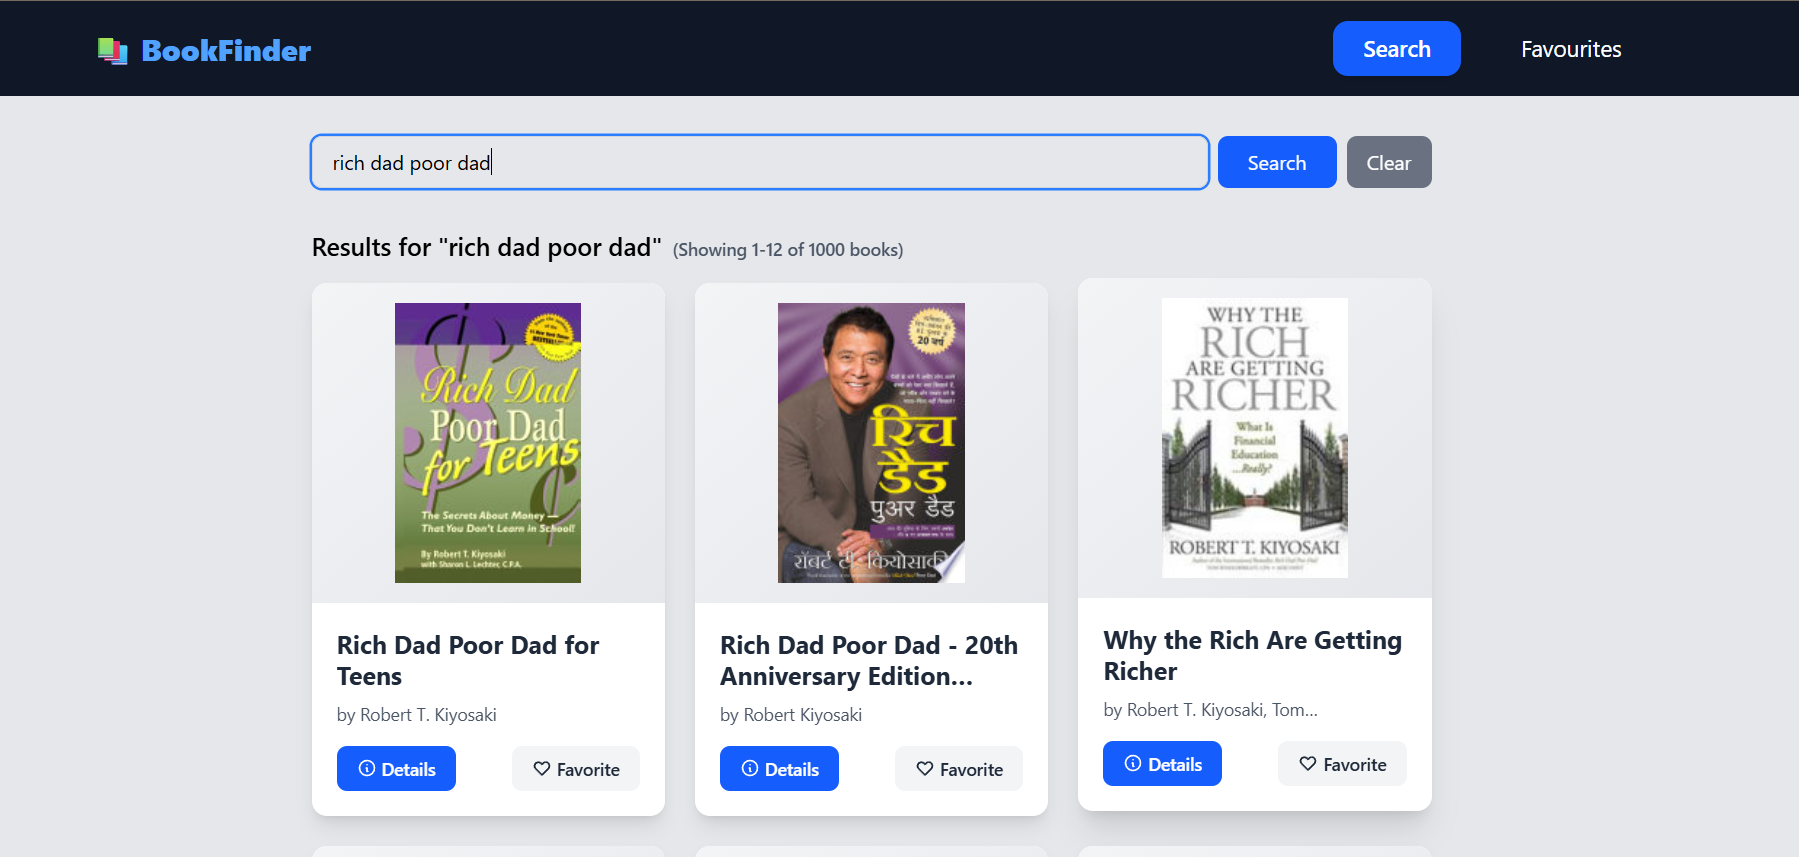 BookFinder
Search
Favourites
rich dad poor dad
Search
Clear
Results for "rich dad poor dad" (Showing 1-12 of 1000 books)
Rich Dad
Poor Dad
for Teens
The Secrets About Money—
That You Don't Learn in School!
By Robert T. Kiyosaki
with Sharon L. Lechter, C.P.A.
Rich Dad Poor Dad for
Teens
by Robert T. Kiyosaki
Details
Favorite
20 वर्ष
रिच
डैड
पुअर डैड
रॉबर्ट टी. कियोसाकी
Rich Dad Poor Dad - 20th
Anniversary Edition...
by Robert Kiyosaki
Details
Favorite
WHY THE
RICH
ARE GETTING
RICHER
What Is
Financial
Education
...Really?
ROBERT T. KIYOSAKI
Why the Rich Are Getting
Richer
by Robert T. Kiyosaki, Tom...
Details
Favorite